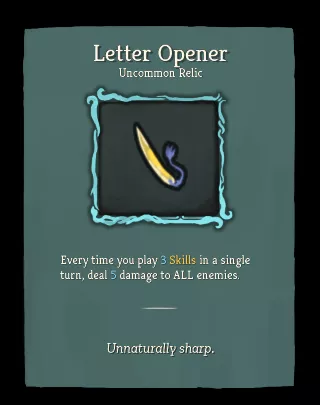 Letter Opener
Uncommon Relic
Every time you play 3 Skills in a single
turn, deal 5 damage to ALL enemies.
Unnaturally sharp.